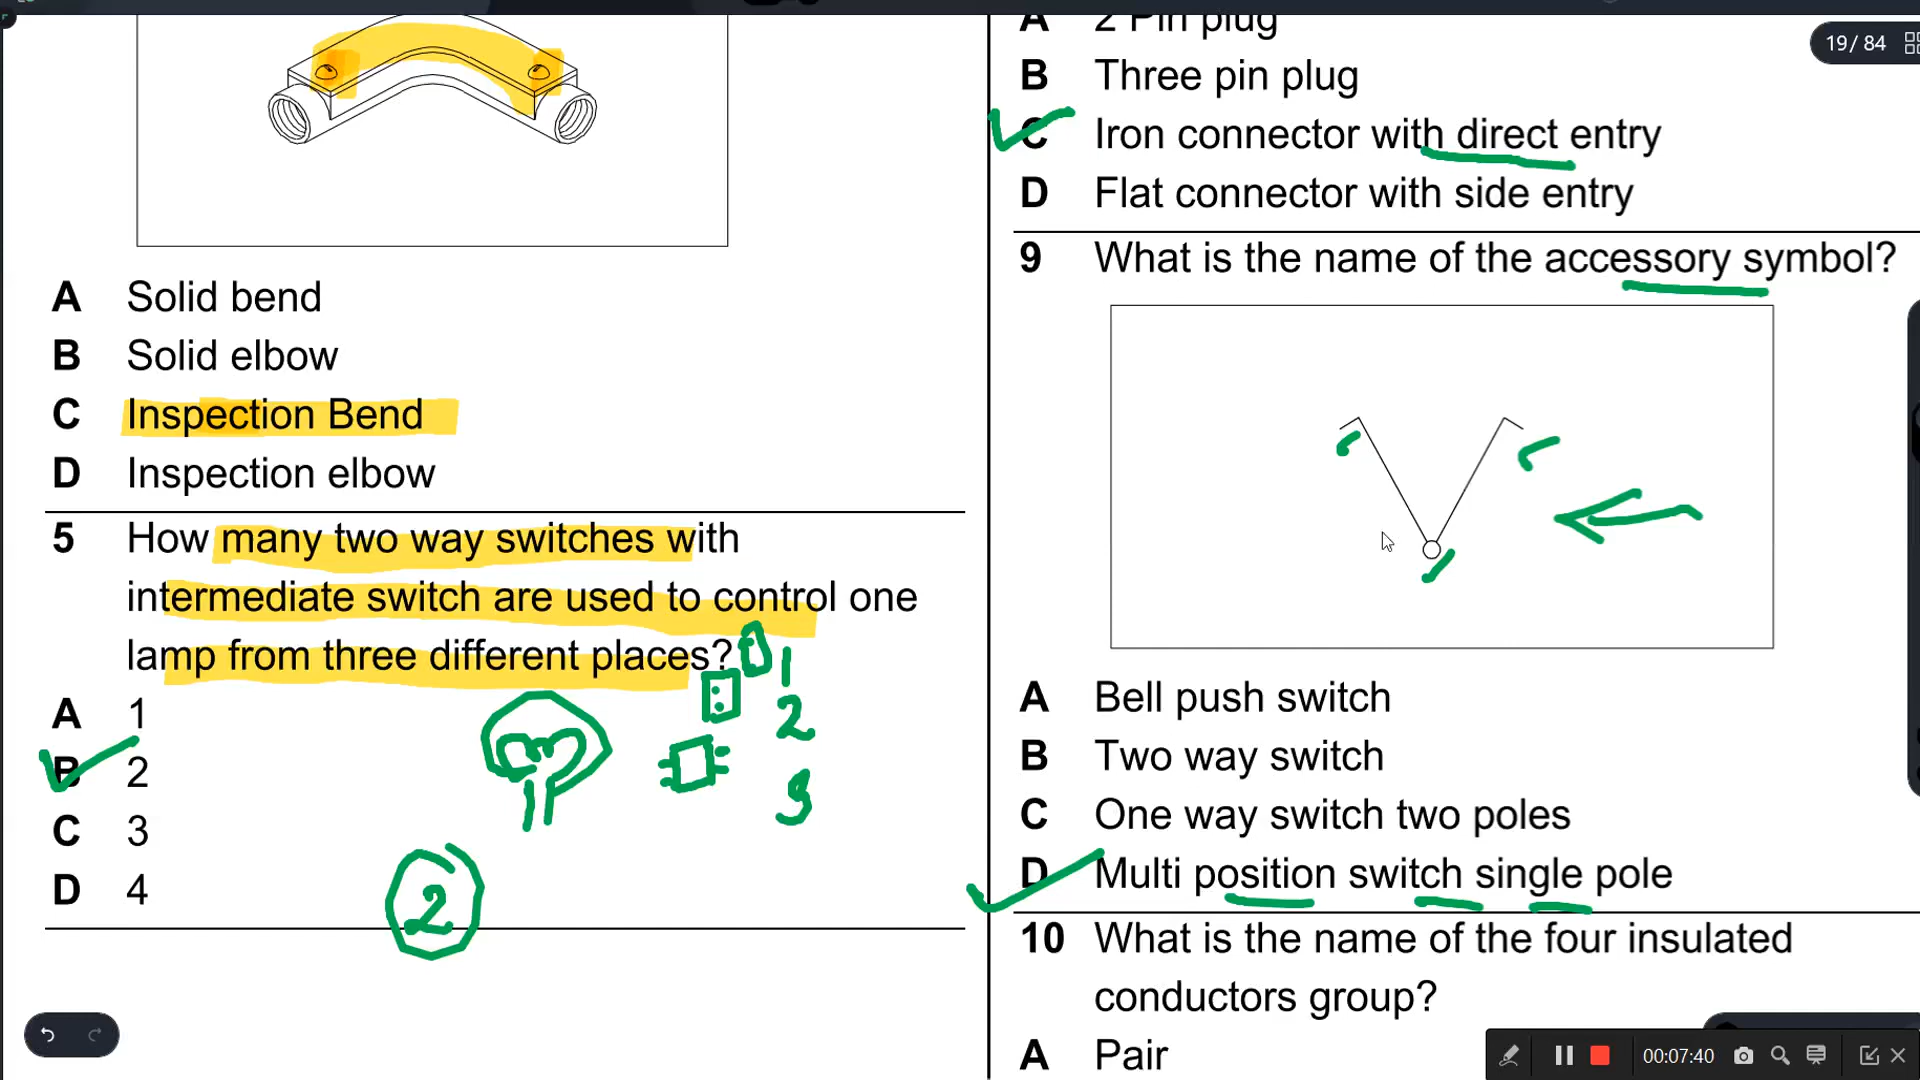 A Solid bend
B Solid elbow
C Inspection Bend
D Inspection elbow
5 How many two way switches with
intermediate switch are used to control one
lamp from three different places?
A 1
B 2
C 3
D 4
1
2
3
2
A 2 Pin plug
B Three pin plug
C Iron connector with direct entry
D Flat connector with side entry
9 What is the name of the accessory symbol?
A Bell push switch
B Two way switch
C One way switch two poles
D Multi position switch single pole
10 What is the name of the four insulated
conductors group?
A Pair
19/ 84
00:07:40